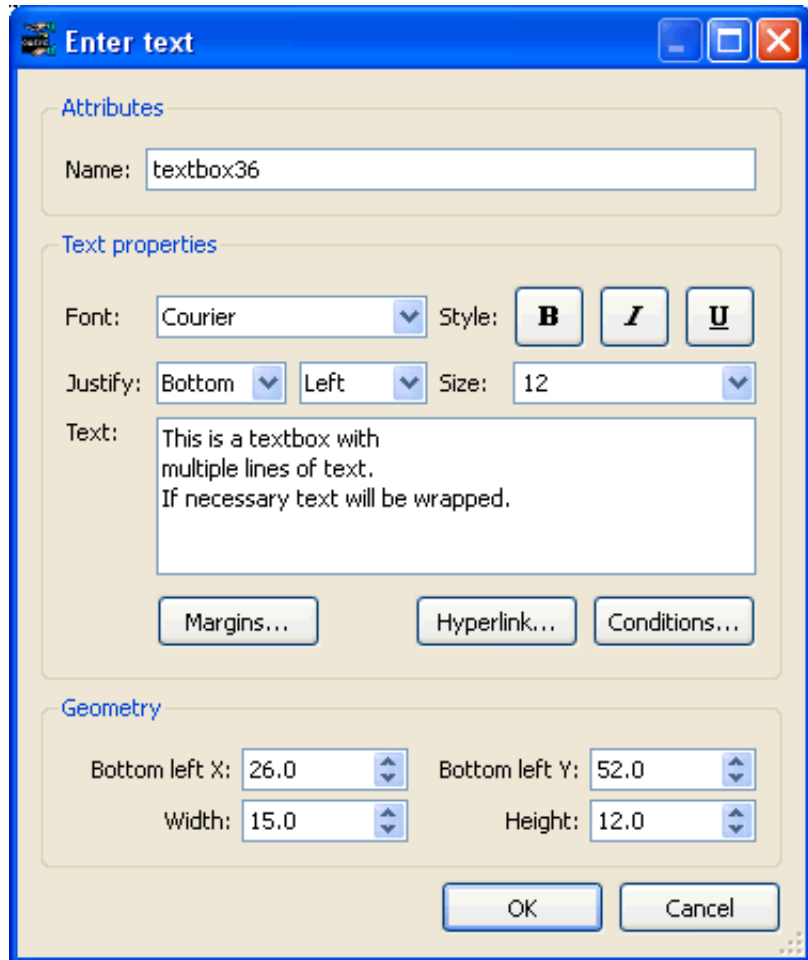 Enter text
Attributes
Name: textbox36
Text properties
Font: Courier Style: B I U
Justify: Bottom Left Size: 12
Text: This is a textbox with
multiple lines of text.
If necessary text will be wrapped.
Margins... Hyperlink... Conditions...
Geometry
Bottom left X: 26.0 Bottom left Y: 52.0
Width: 15.0 Height: 12.0
OK Cancel